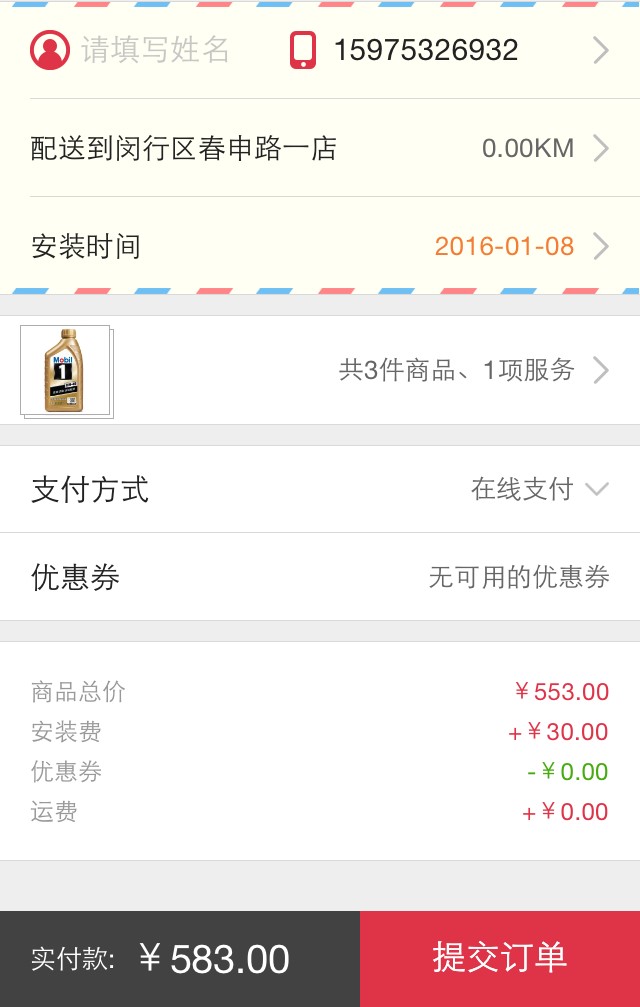 请填写姓名 15975326932
配送到闵行区春申路一店 0.00KM
安装时间 2016-01-08
Mobil
1
共3件商品、1项服务
支付方式 在线支付
优惠券 无可用的优惠券
商品总价 ￥553.00
安装费 +￥30.00
优惠券 -￥0.00
运费 +￥0.00
实付款: ￥583.00 提交订单